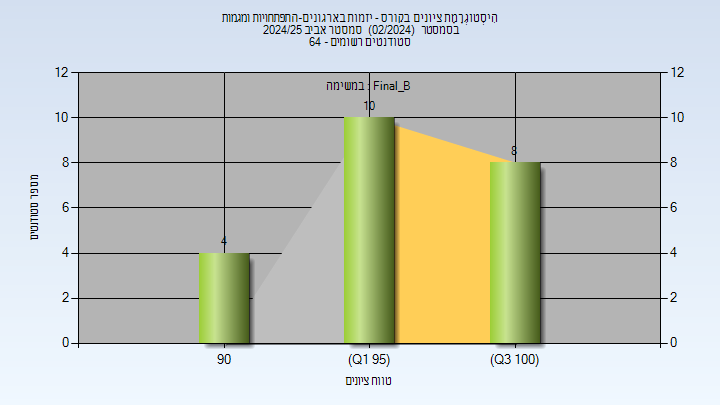 הִיסְטוֹגְרָמַת ציונים בקורס - יזמות בארגונים-התפתחויות ומגמות
בסמסטר (02/2024) סמסטר אביב 2024/25
סטודנטים רשומים - 64
במשימה : Final_B
12 12
10 10 10
8 8 8
6 6
4 4 4
2 2
0 0
מספר סטודנטים
90 (Q1 95) (Q3 100)
טווח ציונים